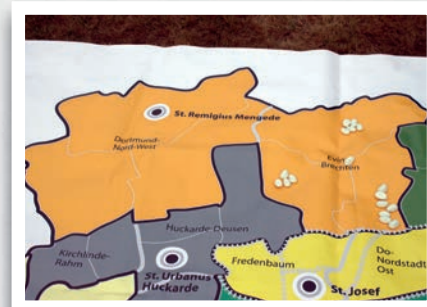 St. Remigius Mengede
Dortmund-
Nord-West
Eving
Brechten
Huckarde-Deusen
Kirchlinde-
Rahm
St. Urbanus
Huckarde
Fredenbaum
Do-
Nordstadt
Ost
St. Josef